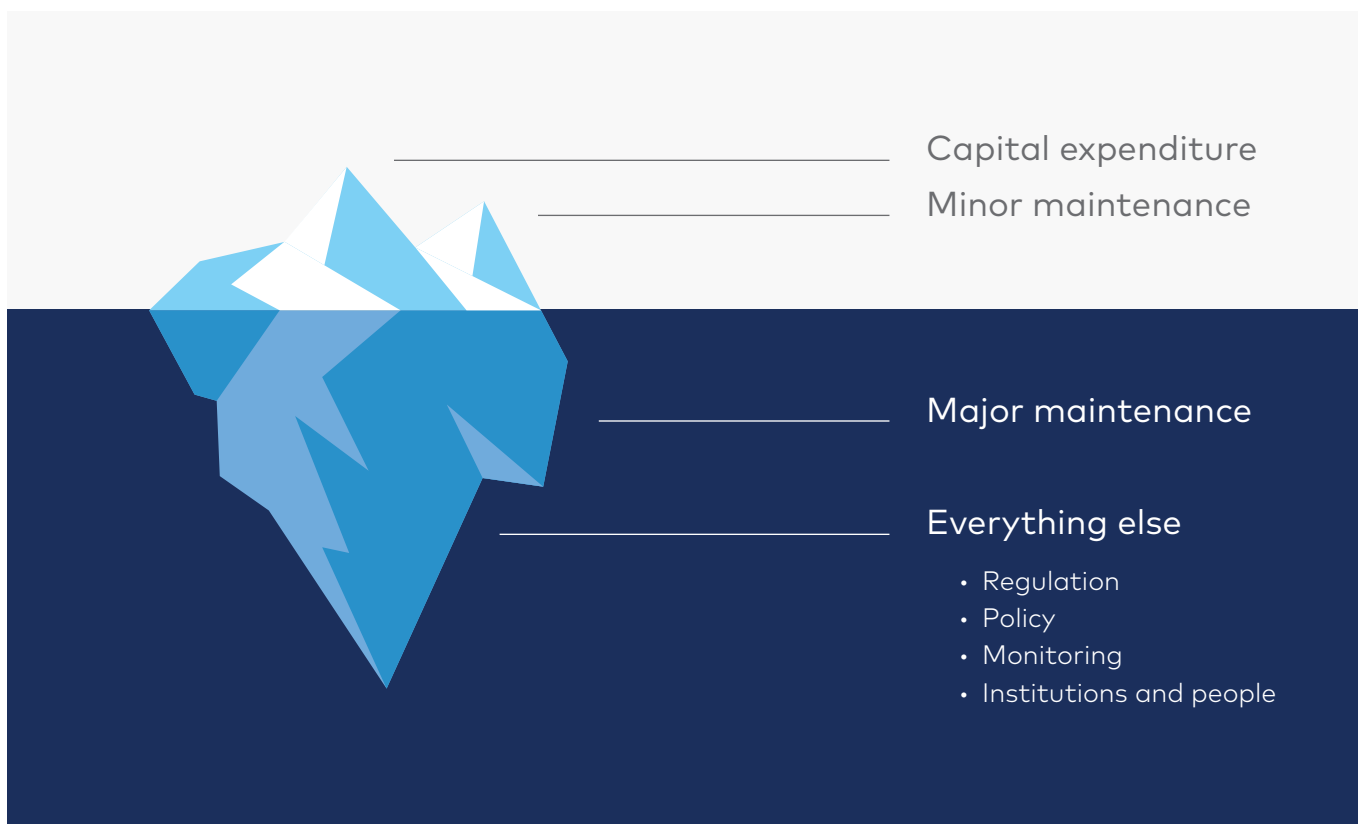 Capital expenditure
Minor maintenance
Major maintenance
Everything else
• Regulation
• Policy
• Monitoring
• Institutions and people